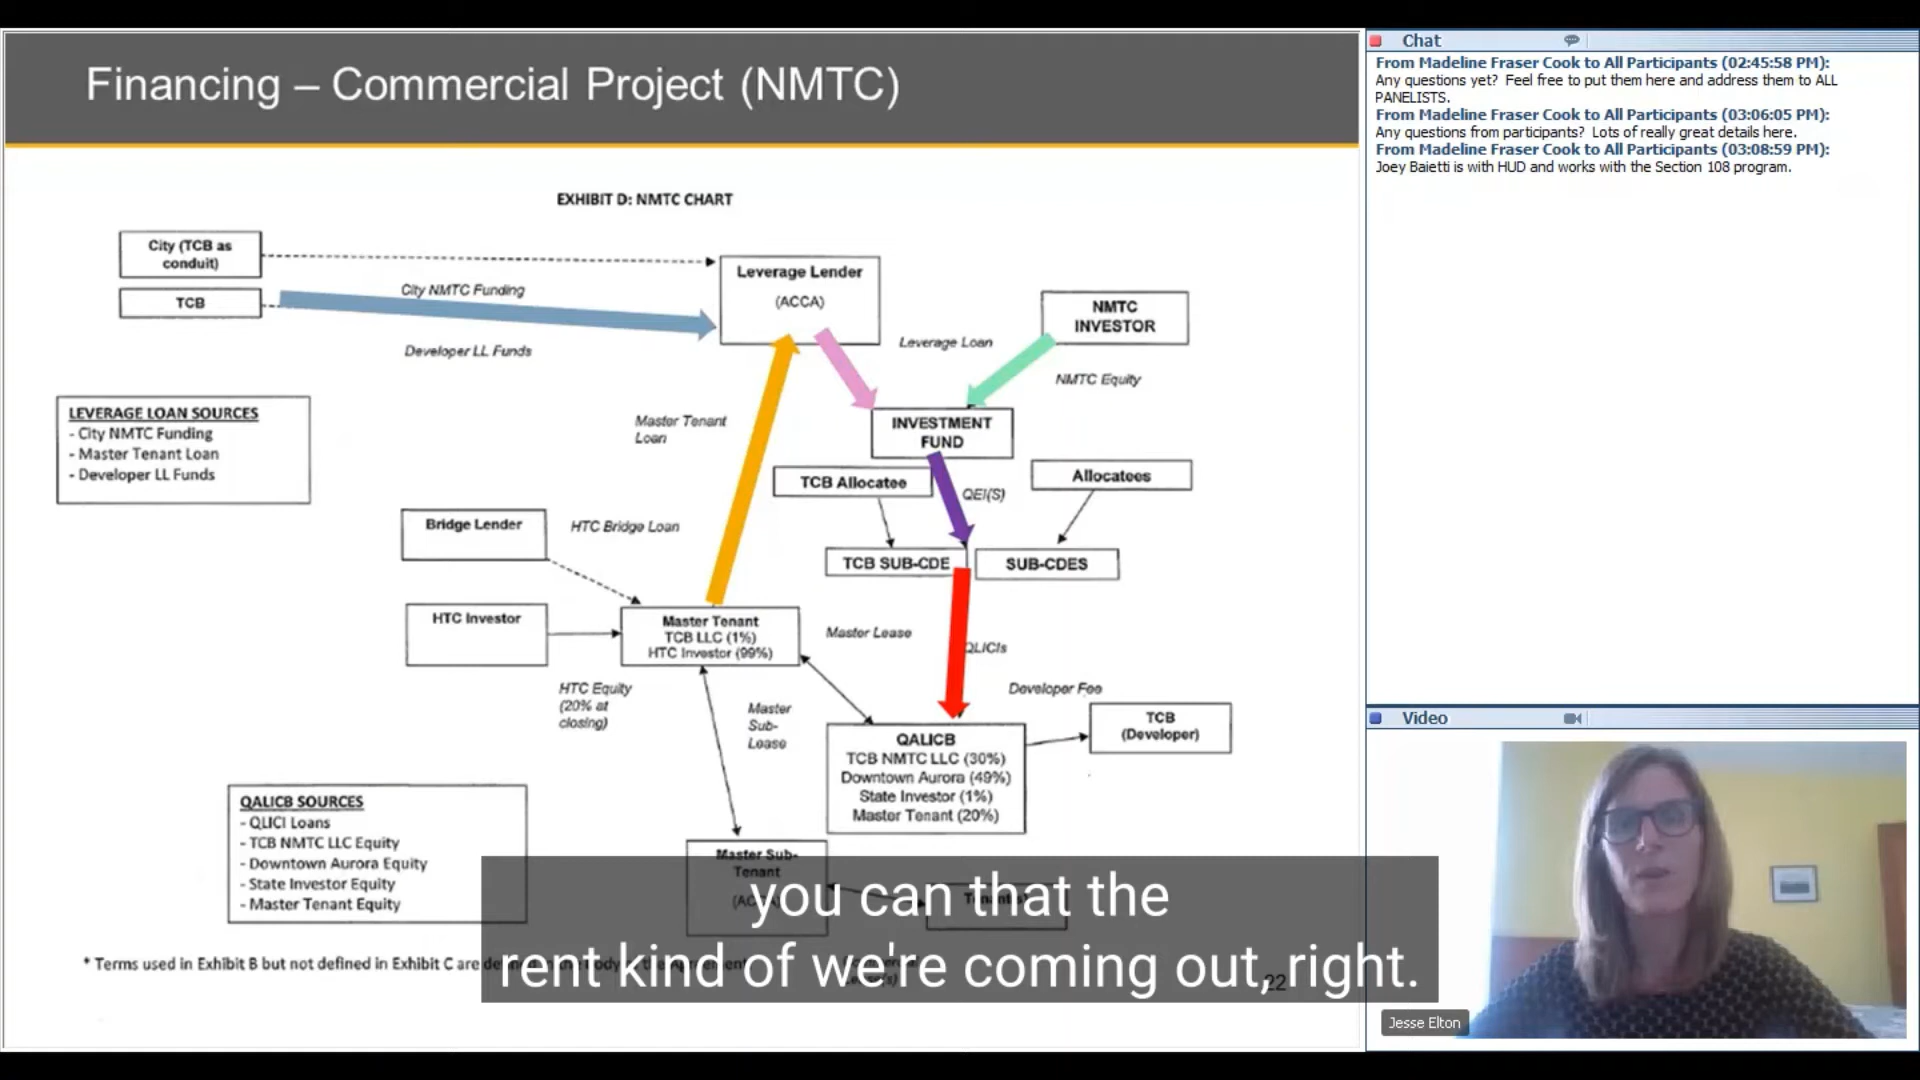 Financing – Commercial Project (NMTC)
EXHIBIT D: NMTC CHART
City (TCB as
conduit)
TCB
City NMTC Funding
Developer LL Funds
Leverage Lender
(ACCA)
NMTC
INVESTOR
Leverage Loan
NMTC Equity
LEVERAGE LOAN SOURCES
- City NMTC Funding
- Master Tenant Loan
- Developer LL Funds
Master Tenant
Loan
INVESTMENT
FUND
TCB Allocatee
QEI(S)
Allocatees
Bridge Lender
HTC Bridge Loan
TCB SUB-CDE
SUB-CDES
HTC Investor
Master Tenant
TCB LLC (1%)
HTC Investor (99%)
Master Lease
QLICIs
HTC Equity
(20% at
closing)
Master
Sub-
Lease
Developer Fee
TCB
(Developer)
QALICB
TCB NMTC LLC (30%)
Downtown Aurora (49%)
State Investor (1%)
Master Tenant (20%)
QALICB SOURCES
- QLICI Loans
- TCB NMTC LLC Equity
- Downtown Aurora Equity
- State Investor Equity
- Master Tenant Equity
Master Sub-
Tenant
* Terms used in Exhibit B but not defined in Exhibit C are
22
you can that the
rent kind of we're coming out, right.
Chat
From Madeline Fraser Cook to All Participants (02:45:58 PM):
Any questions yet? Feel free to put them here and address them to ALL
PANELISTS.
From Madeline Fraser Cook to All Participants (03:06:05 PM):
Any questions from participants? Lots of really great details here.
From Madeline Fraser Cook to All Participants (03:08:59 PM):
Joey Baietti is with HUD and works with the Section 108 program.
Video
Jesse Elton